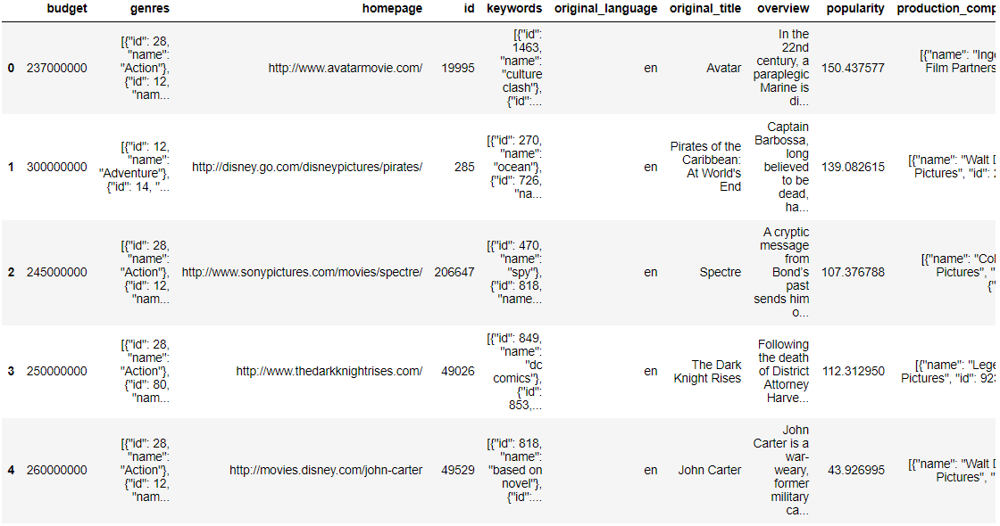 budget genres homepage id keywords original_language original_title overview popularity production_comp
0
237000000
[{"id": 28,
"name":
"Action"},
{"id": 12,
"nam...
http://www.avatarmovie.com/
19995
[{"id":
1463,
"name":
"culture
clash"},
{"id":...
en
Avatar
In the
22nd
century, a
paraplegic
Marine is
di...
150.437577
[{"name": "Inge
Film Partners
1
300000000
[{"id": 12,
"name":
"Adventure"},
{"id": 14, "...
http://disney.go.com/disneypictures/pirates/
285
[{"id": 270,
"name":
"ocean"},
{"id": 726,
"na...
en
Pirates of the
Caribbean:
At World's
End
Captain
Barbossa,
long
believed
to be
dead,
ha...
139.082615
[{"name": "Walt D
Pictures", "id": 2
2
245000000
[{"id": 28,
"name":
"Action"},
{"id": 12,
"nam...
http://www.sonypictures.com/movies/spectre/
206647
[{"id": 470,
"name":
"spy"},
{"id": 818,
"name...
en
Spectre
A cryptic
message
from
Bond’s
past
sends him
o...
107.376788
[{"name": "Col
Pictures", "
{"
3
250000000
[{"id": 28,
"name":
"Action"},
{"id": 80,
"nam...
http://www.thedarkknightrises.com/
49026
[{"id": 849,
"name":
"dc
comics"},
{"id":
853,...
en
The Dark
Knight Rises
Following
the death
of District
Attorney
Harve...
112.312950
[{"name": "Lege
Pictures", "id": 923
4
260000000
[{"id": 28,
"name":
"Action"},
{"id": 12,
"nam...
http://movies.disney.com/john-carter
49529
[{"id": 818,
"name":
"based on
novel"},
{"id":...
en
John Carter
John
Carter is a
war-
weary,
former
military
ca...
43.926995
[{"name": "Walt D
Pictures", "